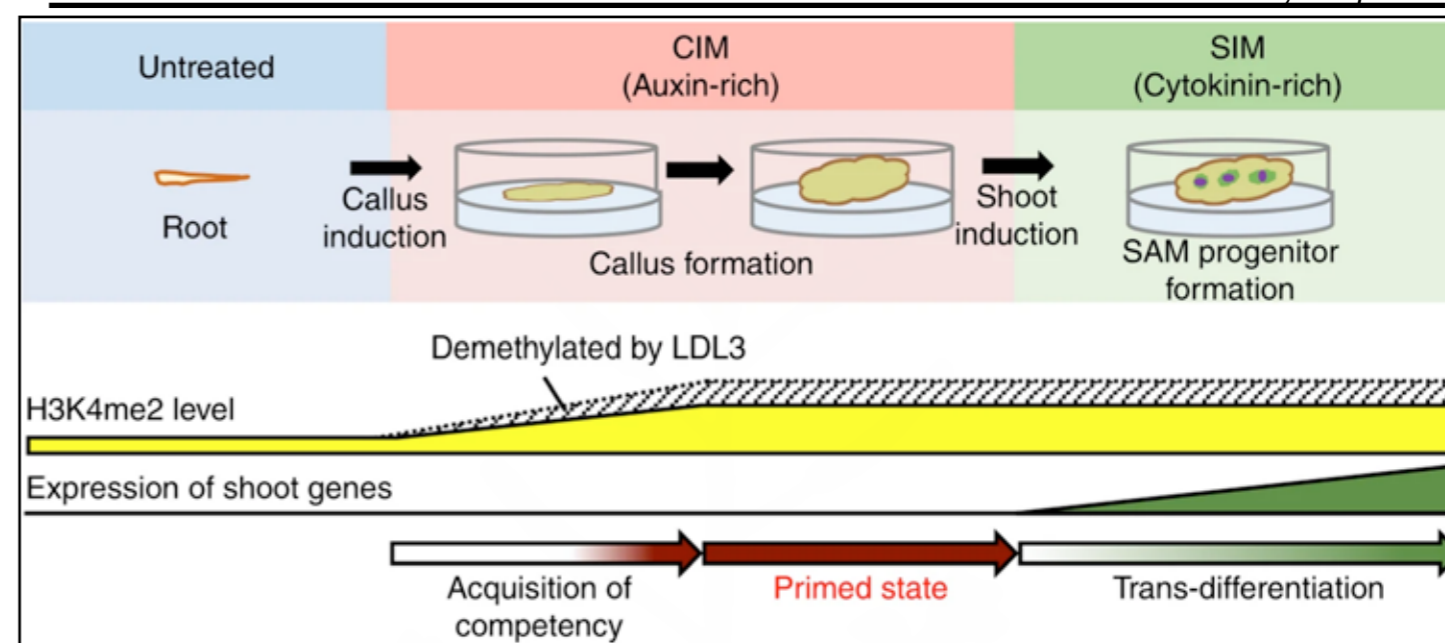 Untreated
CIM
(Auxin-rich)
SIM
(Cytokinin-rich)
Root
Callus
induction
Callus formation
Shoot
induction
SAM progenitor
formation
Demethylated by LDL3
H3K4me2 level
Expression of shoot genes
Acquisition of
competency
Primed state
Trans-differentiation